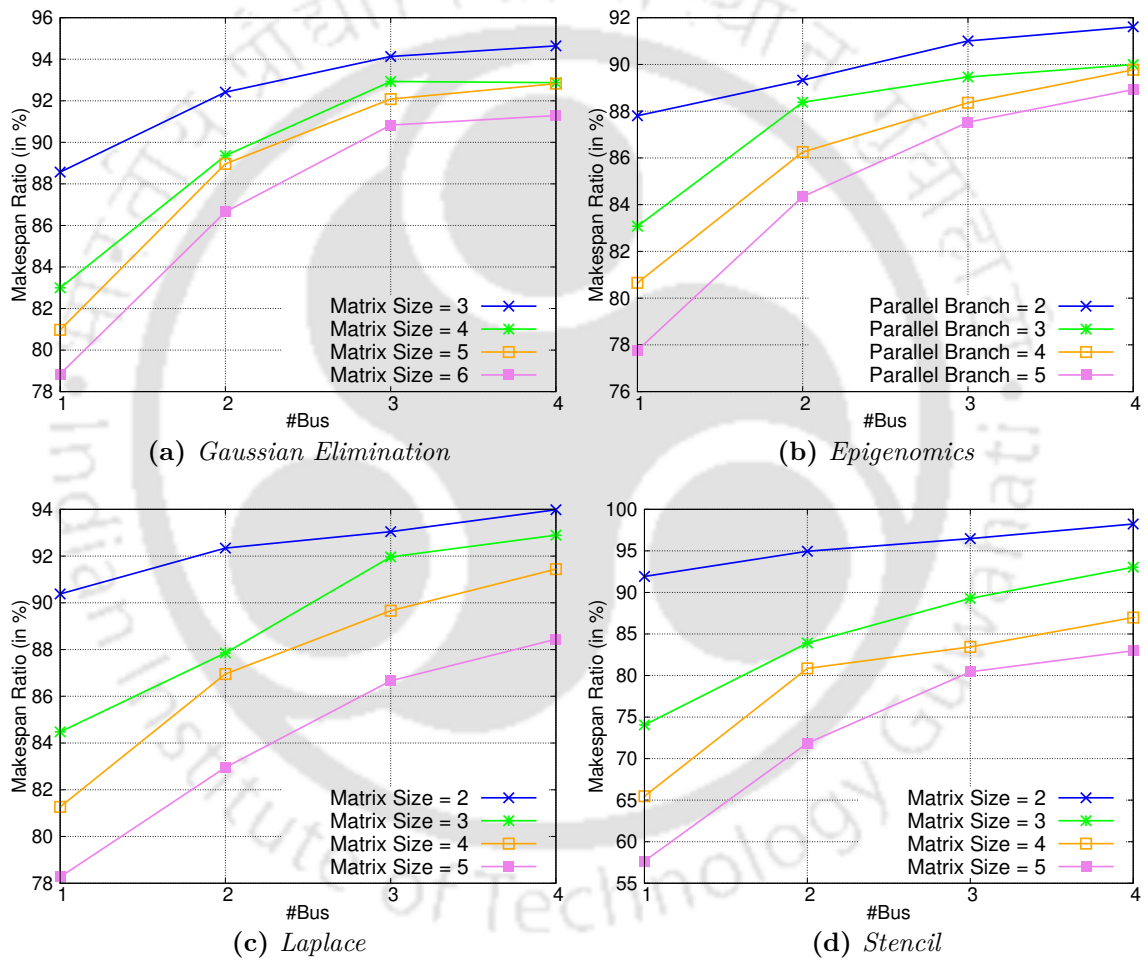 96
94
92
90
88
86
84
82
80
78
Makespan Ratio (in %)
1 2 3 4
#Bus
Matrix Size = 3
Matrix Size = 4
Matrix Size = 5
Matrix Size = 6
(a) Gaussian Elimination
92
90
88
86
84
82
80
78
76
Makespan Ratio (in %)
1 2 3 4
#Bus
Parallel Branch = 2
Parallel Branch = 3
Parallel Branch = 4
Parallel Branch = 5
(b) Epigenomics
94
92
90
88
86
84
82
80
78
Makespan Ratio (in %)
1 2 3 4
#Bus
Matrix Size = 2
Matrix Size = 3
Matrix Size = 4
Matrix Size = 5
(c) Laplace
100
95
90
85
80
75
70
65
60
55
Makespan Ratio (in %)
1 2 3 4
#Bus
Matrix Size = 2
Matrix Size = 3
Matrix Size = 4
Matrix Size = 5
(d) Stencil
Indian Institute of Technology Guwahati